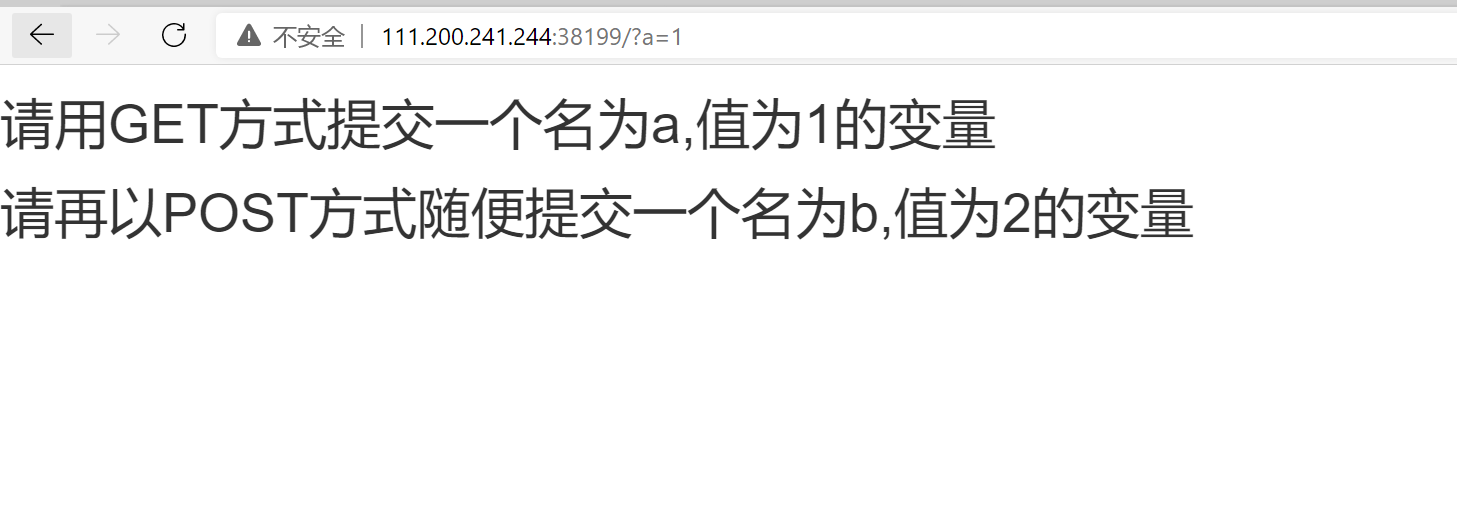 不安全 | 111.200.241.244:38199/?a=1
请用GET方式提交一个名为a,值为1的变量
请再以POST方式随便提交一个名为b,值为2的变量